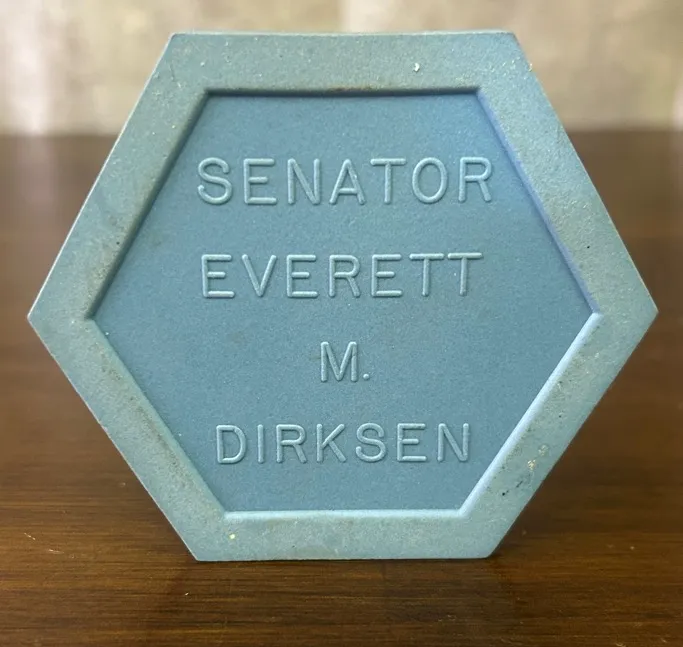 SENATOR
EVERETT
M.
DIRKSEN